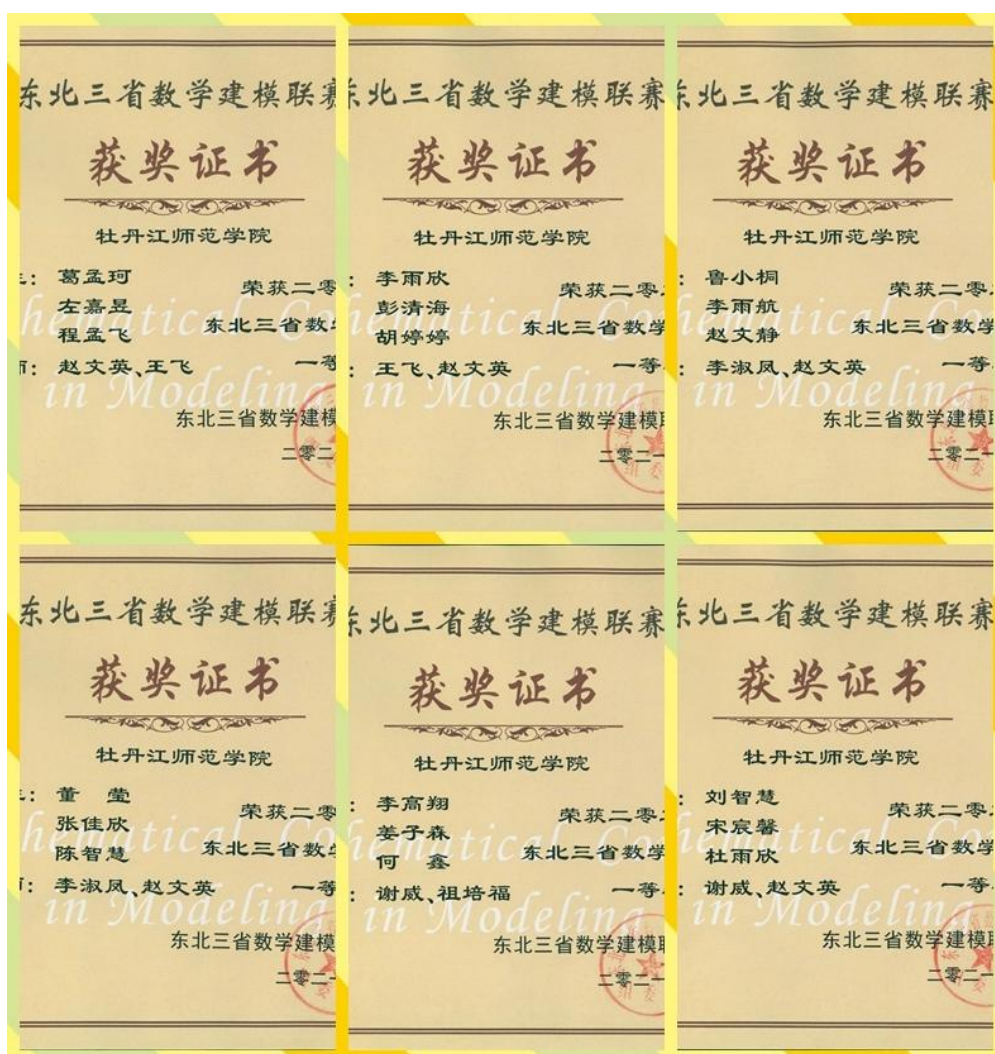 东北三省数学建模联赛
获奖证书
牡丹江师范学院
葛孟珂
左嘉昱
程孟飞
荣获二零
东北三省数学
赵文英、王飞
一等
东北三省数学建模
二零二
东北三省数学建模联赛
获奖证书
牡丹江师范学院
李雨欣
彭清海
胡婷婷
荣获二零
东北三省数学
王飞、赵文英
一等
东北三省数学建模
二零二一
东北三省数学建模联赛
获奖证书
牡丹江师范学院
鲁小桐
李雨航
赵文静
荣获二零
东北三省数学
李淑凤、赵文英
一等
东北三省数学建模
二零二一
东北三省数学建模联赛
获奖证书
牡丹江师范学院
董 莹
张佳欣
陈智慧
荣获二零
东北三省数学
李淑凤、赵文英
一等
东北三省数学建模
二零二一
东北三省数学建模联赛
获奖证书
牡丹江师范学院
李高翔
姜子森
何 鑫
荣获二零
东北三省数学
谢威、祖培福
一等
东北三省数学建模
二零二一
东北三省数学建模联赛
获奖证书
牡丹江师范学院
刘智慧
宋宸馨
杜雨欣
荣获二零
东北三省数学
谢威、赵文英
一等
东北三省数学建模
二零二一